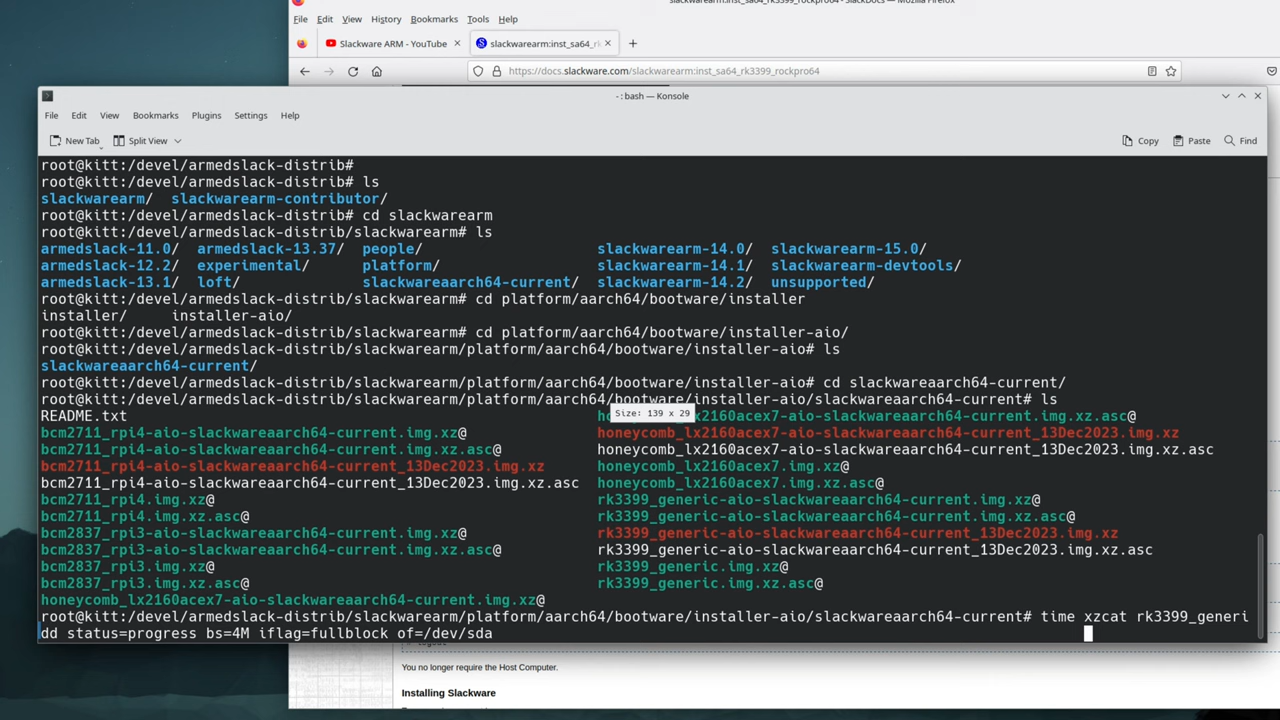 slackwarearm:inst_sa64_rk3399_rockpro64 - SlackDocs — Mozilla Firefox
File Edit View History Bookmarks Tools Help
Slackware ARM - YouTube
slackwarearm:inst_sa64_rk
https://docs.slackware.com/slackwarearm:inst_sa64_rk3399_rockpro64
- : bash — Konsole
File Edit View Bookmarks Plugins Settings Help
New Tab Split View Copy Paste Find
root@kitt:/devel/armedslack-distrib#
root@kitt:/devel/armedslack-distrib# ls
slackwarearm/ slackwarearm-contributor/
root@kitt:/devel/armedslack-distrib# cd slackwarearm
root@kitt:/devel/armedslack-distrib/slackwarearm# ls
armedslack-11.0/ armedslack-13.37/ people/ slackwarearm-14.0/ slackwarearm-15.0/
armedslack-12.2/ experimental/ platform/ slackwarearm-14.1/ slackwarearm-devtools/
armedslack-13.1/ loft/ slackwareaarch64-current/ slackwarearm-14.2/ unsupported/
root@kitt:/devel/armedslack-distrib/slackwarearm# cd platform/aarch64/bootware/installer
installer/ installer-aio/
root@kitt:/devel/armedslack-distrib/slackwarearm# cd platform/aarch64/bootware/installer-aio/
root@kitt:/devel/armedslack-distrib/slackwarearm/platform/aarch64/bootware/installer-aio# ls
slackwareaarch64-current/
root@kitt:/devel/armedslack-distrib/slackwarearm/platform/aarch64/bootware/installer-aio# cd slackwareaarch64-current/
root@kitt:/devel/armedslack-distrib/slackwarearm/platform/aarch64/bootware/installer-aio/slackwareaarch64-current# ls
README.txt h lx2160acex7-aio-slackwareaarch64-current.img.xz.asc@
Size: 139 x 29
bcm2711_rpi4-aio-slackwareaarch64-current.img.xz@ honeycomb_lx2160acex7-aio-slackwareaarch64-current_13Dec2023.img.xz
bcm2711_rpi4-aio-slackwareaarch64-current.img.xz.asc@ honeycomb_lx2160acex7-aio-slackwareaarch64-current_13Dec2023.img.xz.asc
bcm2711_rpi4-aio-slackwareaarch64-current_13Dec2023.img.xz honeycomb_lx2160acex7.img.xz@
bcm2711_rpi4-aio-slackwareaarch64-current_13Dec2023.img.xz.asc honeycomb_lx2160acex7.img.xz.asc@
bcm2711_rpi4.img.xz@ rk3399_generic-aio-slackwareaarch64-current.img.xz@
bcm2711_rpi4.img.xz.asc@ rk3399_generic-aio-slackwareaarch64-current.img.xz.asc@
bcm2837_rpi3-aio-slackwareaarch64-current.img.xz@ rk3399_generic-aio-slackwareaarch64-current_13Dec2023.img.xz
bcm2837_rpi3-aio-slackwareaarch64-current.img.xz.asc@ rk3399_generic-aio-slackwareaarch64-current_13Dec2023.img.xz.asc
bcm2837_rpi3.img.xz@ rk3399_generic.img.xz@
bcm2837_rpi3.img.xz.asc@ rk3399_generic.img.xz.asc@
honeycomb_lx2160acex7-aio-slackwareaarch64-current.img.xz@
root@kitt:/devel/armedslack-distrib/slackwarearm/platform/aarch64/bootware/installer-aio/slackwareaarch64-current# time xzcat rk3399_generi
dd status=progress bs=4M iflag=fullblock of=/dev/sda
You no longer require the Host Computer.
Installing Slackware